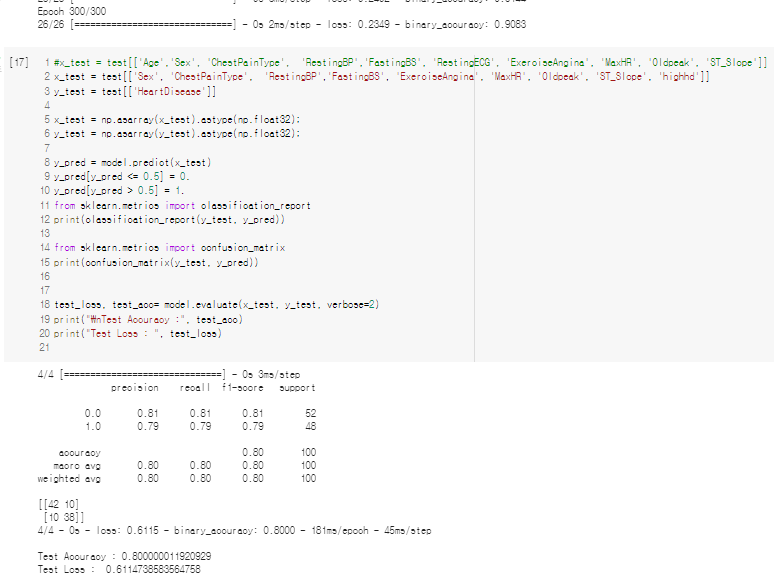 Epoch 300/300
26/26 [==============================] - 0s 2ms/step - loss: 0.2349 - binary_accuracy: 0.9083
[17]
1 #x_test = test[['Age','Sex', 'ChestPainType', 'RestingBP','FastingBS', 'RestingECG', 'ExerciseAngina', 'MaxHR', 'Oldpeak', 'ST_Slope']]
2 x_test = test[['Sex', 'ChestPainType', 'RestingBP','FastingBS', 'ExerciseAngina', 'MaxHR', 'Oldpeak', 'ST_Slope', 'highhd']]
3 y_test = test[['HeartDisease']]
4
5 x_test = np.asarray(x_test).astype(np.float32);
6 y_test = np.asarray(y_test).astype(np.float32);
7
8 y_pred = model.predict(x_test)
9 y_pred[y_pred <= 0.5] = 0.
10 y_pred[y_pred > 0.5] = 1.
11 from sklearn.metrics import classification_report
12 print(classification_report(y_test, y_pred))
13
14 from sklearn.metrics import confusion_matrix
15 print(confusion_matrix(y_test, y_pred))
16
17
18 test_loss, test_acc= model.evaluate(x_test, y_test, verbose=2)
19 print("₩nTest Accuracy :", test_acc)
20 print("Test Loss : ", test_loss)
21
4/4 [==============================] - 0s 3ms/step
precision recall f1-score support
0.0 0.81 0.81 0.81 52
1.0 0.79 0.79 0.79 48
accuracy 0.80 100
macro avg 0.80 0.80 0.80 100
weighted avg 0.80 0.80 0.80 100
[[42 10]
[10 38]]
4/4 - 0s - loss: 0.6115 - binary_accuracy: 0.8000 - 181ms/epoch - 45ms/step
Test Accuracy : 0.800000011920929
Test Loss : 0.6114738583564758